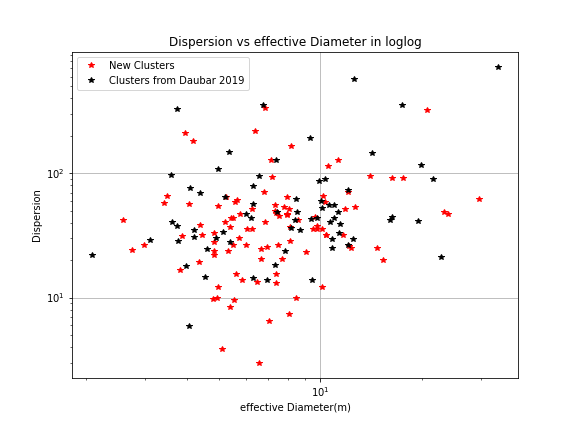 Dispersion vs effective Diameter in loglog
New Clusters
Clusters from Daubar 2019
Dispersion
10²
10¹
10¹
effective Diameter(m)